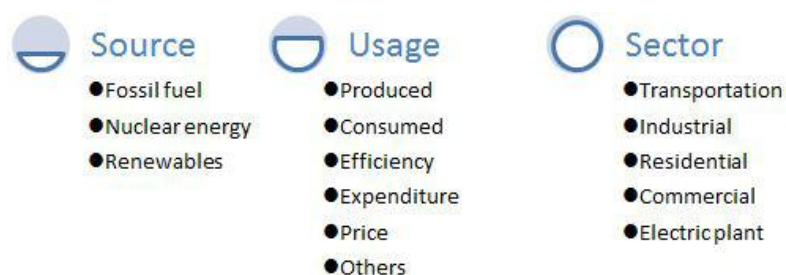 Source
●Fossil fuel
●Nuclear energy
●Renewables
Usage
●Produced
●Consumed
●Efficiency
●Expenditure
●Price
●Others
Sector
●Transportation
●Industrial
●Residential
●Commercial
●Electric plant